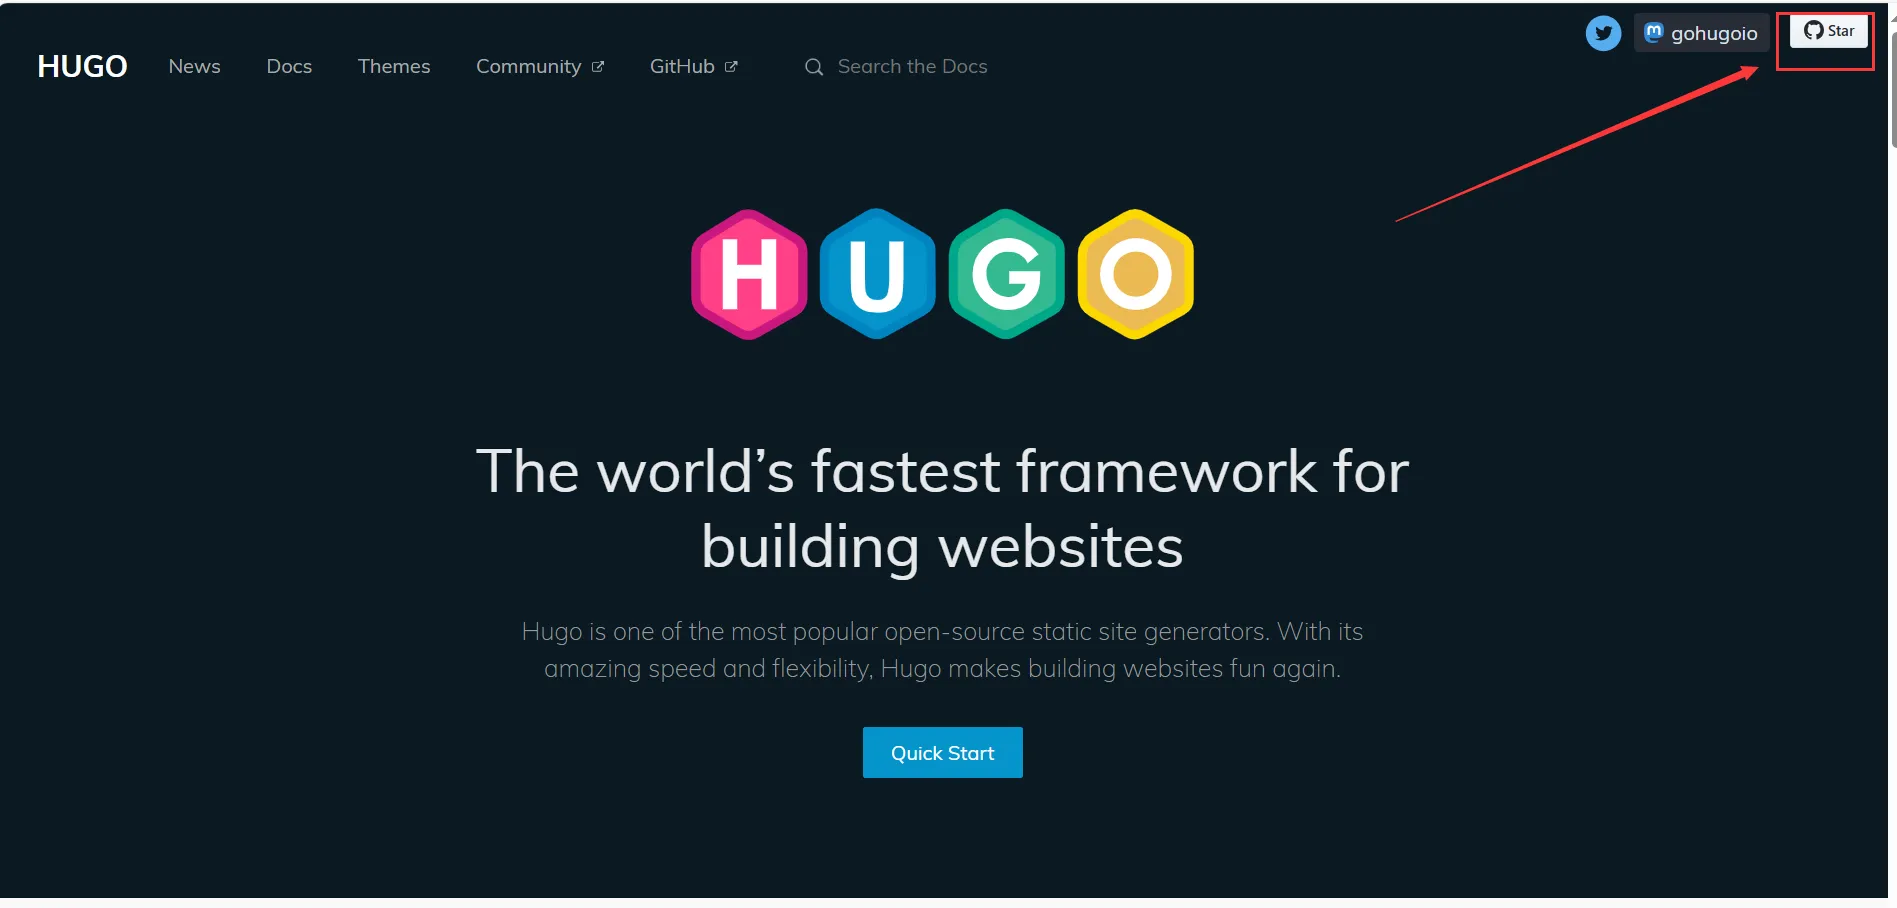 gohugoio
Star
HUGO
News
Docs
Themes
Community
GitHub
Search the Docs
HUGO
The world's fastest framework for
building websites
Hugo is one of the most popular open-source static site generators. With its
amazing speed and flexibility, Hugo makes building websites fun again.
Quick Start